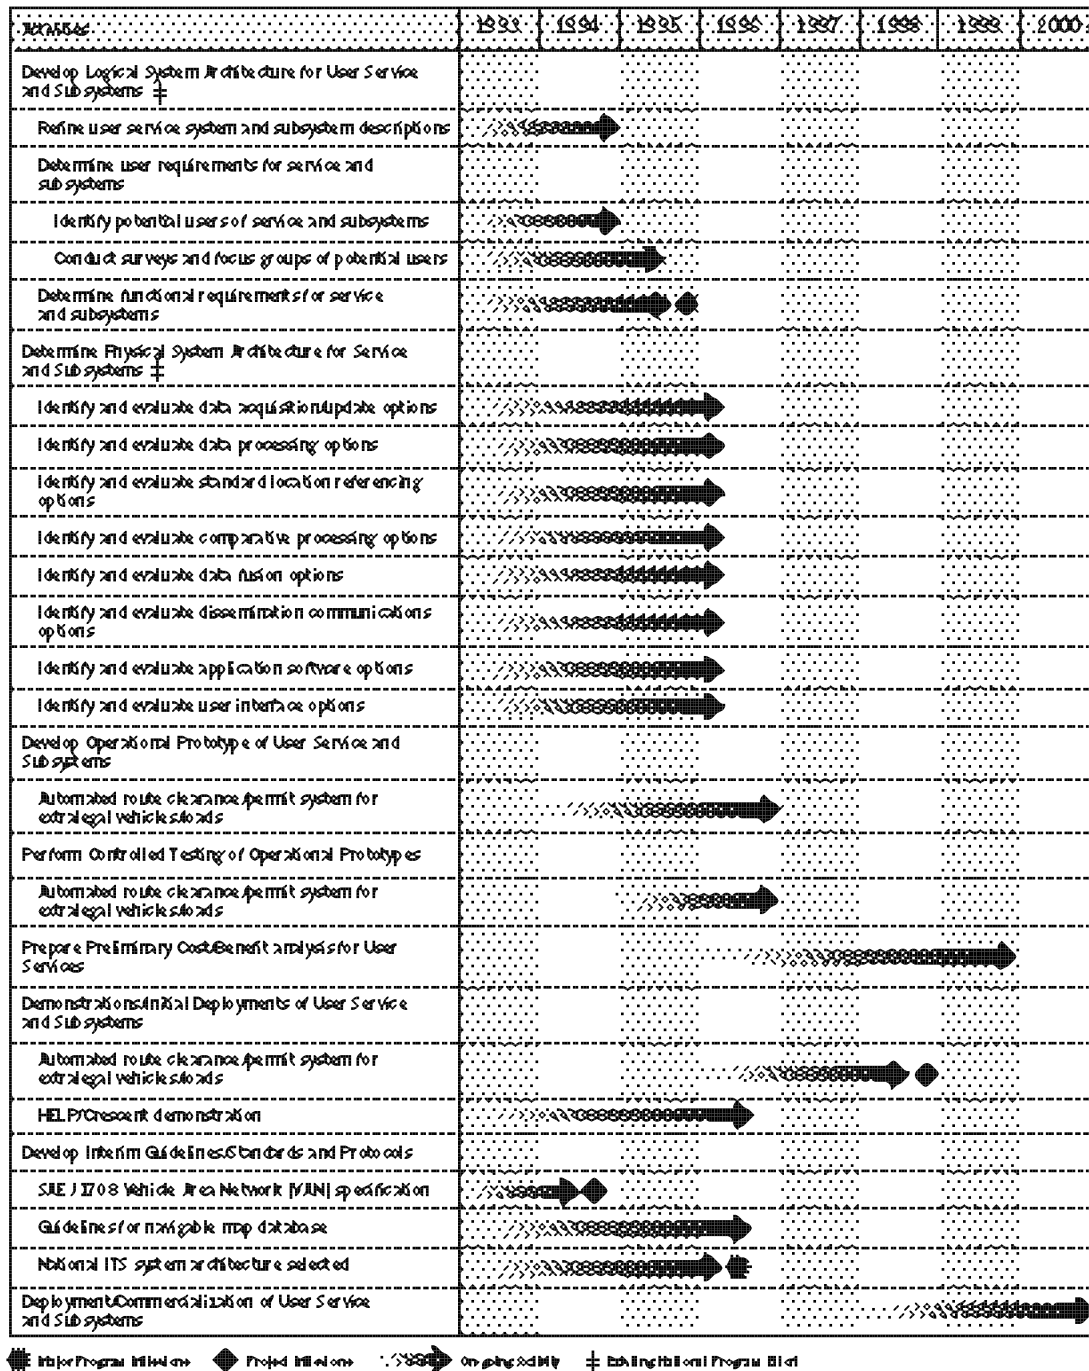 Activities 1993 1994 1995 1996 1997 1998 1999 2000
Develop Logical System Architecture for User Service
and Subsystems ‡
Refine user service system and subsystem descriptions
Determine user requirements for service and
subsystems
Identify potential users of service and subsystems
Conduct surveys and focus groups of potential users
Determine functional requirements for service
and subsystems
Determine Physical System Architecture for Service
and Subsystems ‡
Identify and evaluate data acquisition/update options
Identify and evaluate data processing options
Identify and evaluate standard location referencing
options
Identify and evaluate comparative processing options
Identify and evaluate data fusion options
Identify and evaluate dissemination communications
options
Identify and evaluate application software options
Identify and evaluate user interface options
Develop Operational Prototype of User Service and
Subsystems
Automated route clearance/permit system for
extralegal vehicles/loads
Perform Controlled Testing of Operational Prototypes
Automated route clearance/permit system for
extralegal vehicles/loads
Prepare Preliminary Cost/Benefit analysis for User
Services
Demonstrations/Initial Deployments of User Service
and Subsystems
Automated route clearance/permit system for
extralegal vehicles/loads
HELP/Crescent demonstration
Develop Interim Guidelines/Standards and Protocols
SAE J1708 Vehicle Area Network (VAN) specification
Guidelines for navigable map database
National ITS system architecture selected
Deployment/Commercialization of User Service
and Subsystems
Major Program Milestone Project Milestone On-going Activity ‡ Existing National Program Effort